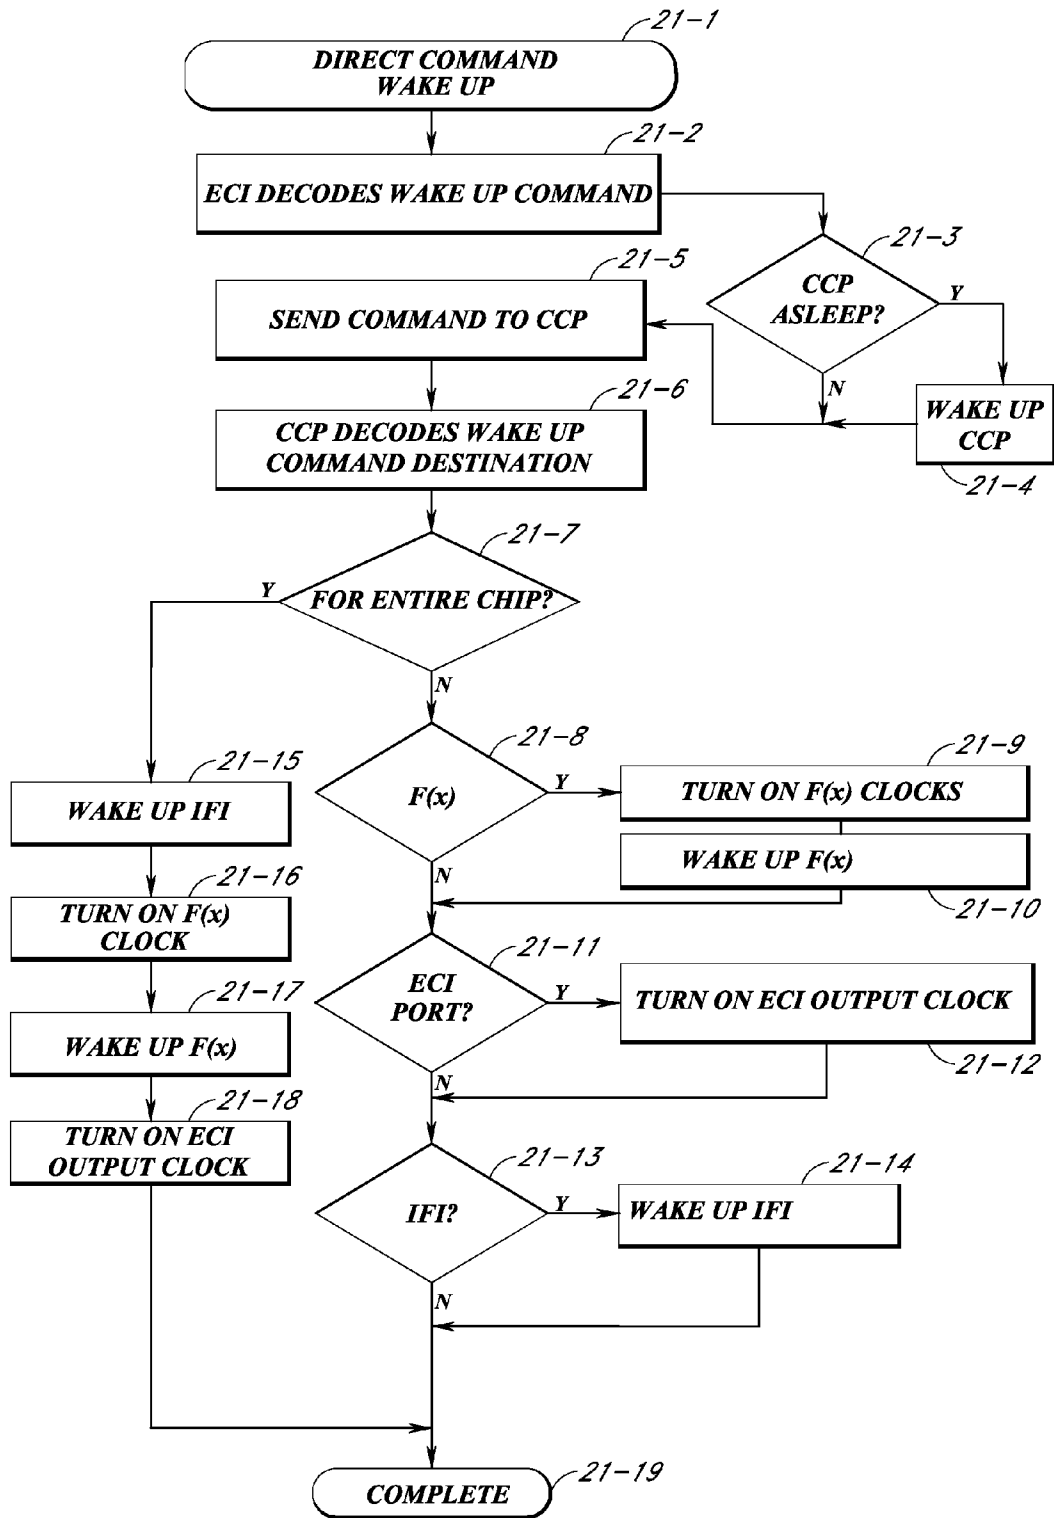 21-1
DIRECT COMMAND
WAKE UP
21-2
ECI DECODES WAKE UP COMMAND
21-3
CCP
ASLEEP?
Y
N
21-5
SEND COMMAND TO CCP
WAKE UP
CCP
21-4
21-6
CCP DECODES WAKE UP
COMMAND DESTINATION
21-7
FOR ENTIRE CHIP?
Y
N
21-8
F(x)
Y
N
21-9
TURN ON F(x) CLOCKS
WAKE UP F(x)
21-10
21-15
WAKE UP IFI
21-16
TURN ON F(x)
CLOCK
21-17
WAKE UP F(x)
21-18
TURN ON ECI
OUTPUT CLOCK
21-11
ECI
PORT?
Y
N
TURN ON ECI OUTPUT CLOCK
21-12
21-13
IFI?
Y
N
21-14
WAKE UP IFI
21-19
COMPLETE